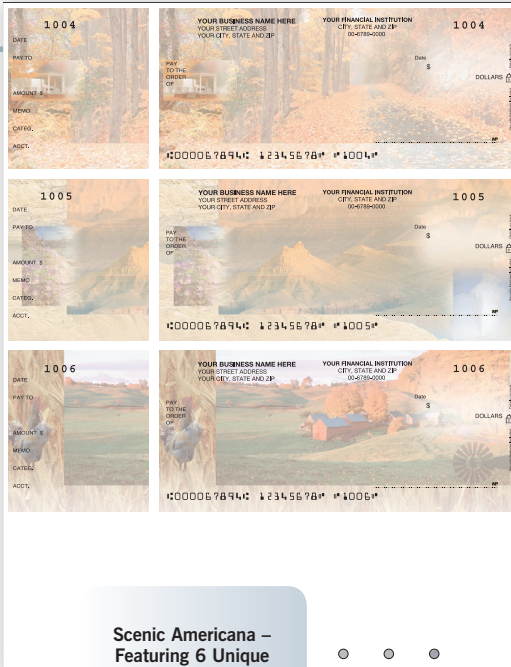 1004
DATE
PAY TO
AMOUNT $
MEMO
CATEG.
ACCT.
YOUR BUSINESS NAME HERE
YOUR STREET ADDRESS
YOUR CITY, STATE AND ZIP
YOUR FINANCIAL INSTITUTION
CITY, STATE AND ZIP
00-6789-0000
1004
Date
PAY
TO THE
ORDER
OF
$
DOLLARS
MP
⑆000067894⑆ 12345678⑈ ⑈1004⑈
1005
DATE
PAY TO
AMOUNT $
MEMO
CATEG.
ACCT.
YOUR BUSINESS NAME HERE
YOUR STREET ADDRESS
YOUR CITY, STATE AND ZIP
YOUR FINANCIAL INSTITUTION
CITY, STATE AND ZIP
00-6789-0000
1005
Date
PAY
TO THE
ORDER
OF
$
DOLLARS
MP
⑆000067894⑆ 12345678⑈ ⑈1005⑈
1006
DATE
PAY TO
AMOUNT $
MEMO
CATEG.
ACCT.
YOUR BUSINESS NAME HERE
YOUR STREET ADDRESS
YOUR CITY, STATE AND ZIP
YOUR FINANCIAL INSTITUTION
CITY, STATE AND ZIP
00-6789-0000
1006
Date
PAY
TO THE
ORDER
OF
$
DOLLARS
MP
⑆000067894⑆ 12345678⑈ ⑈1006⑈
Scenic Americana –
Featuring 6 Unique